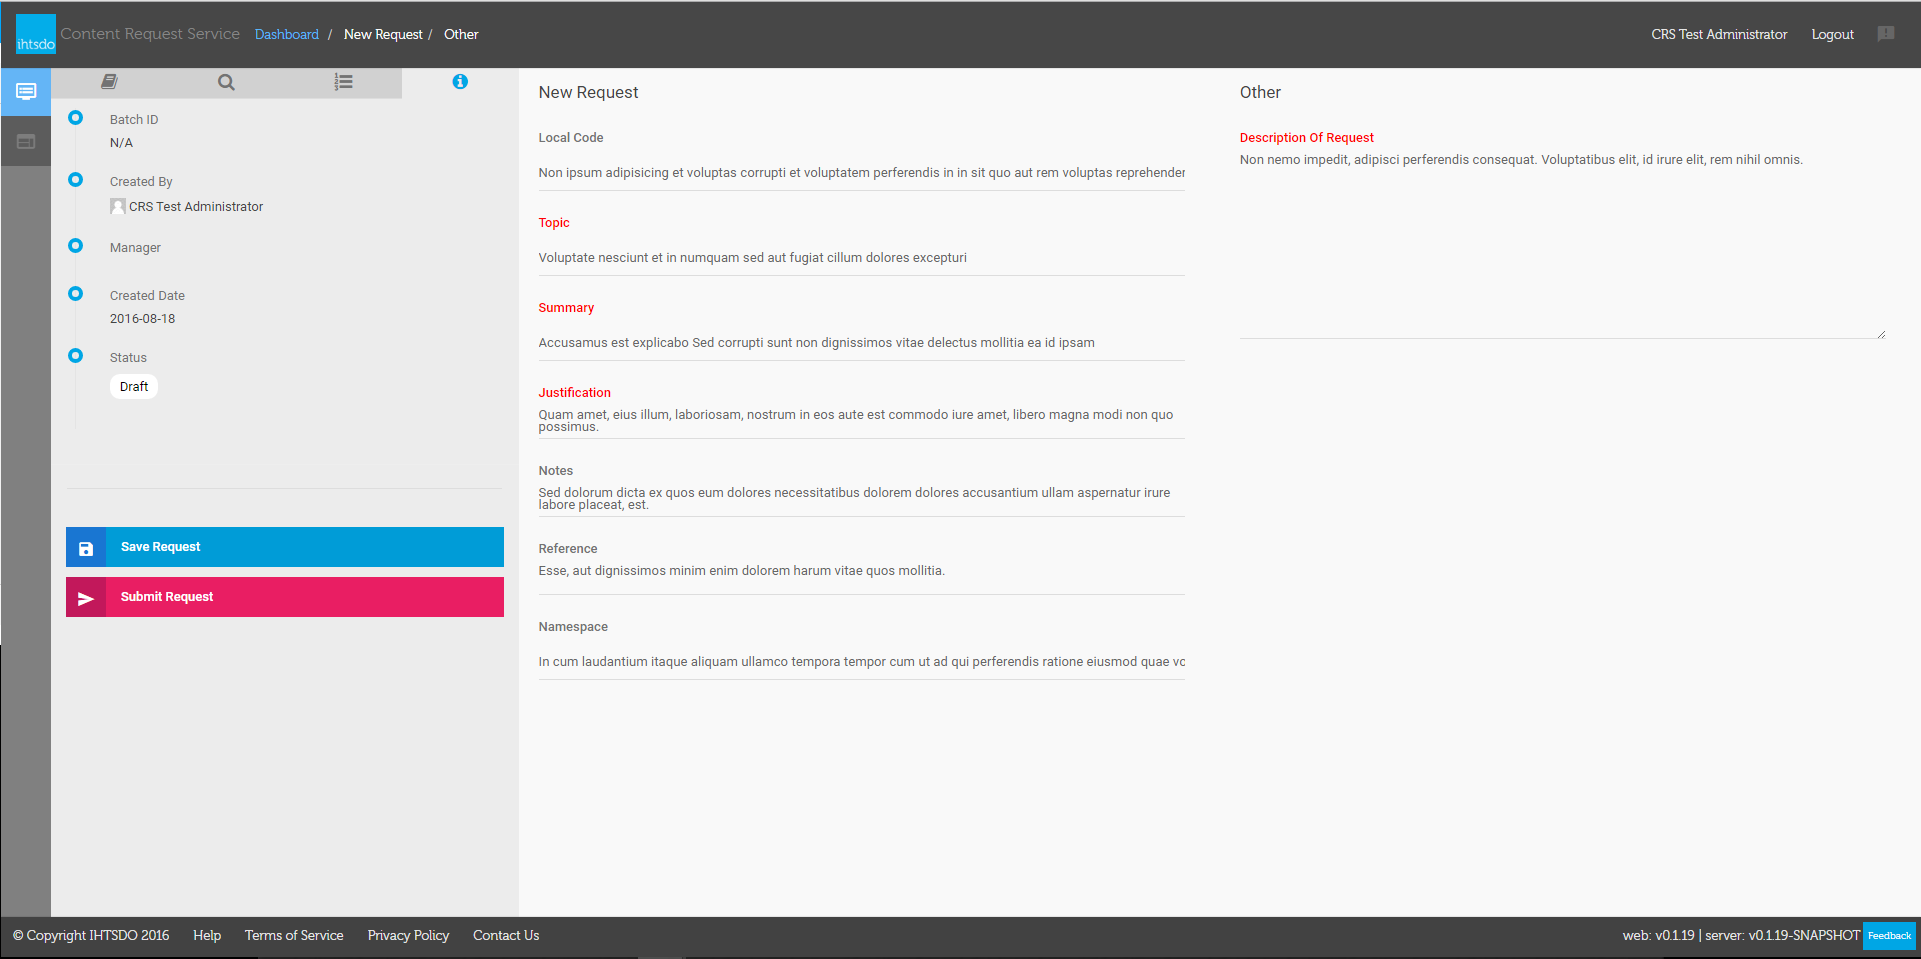 ihtsdo
Content Request Service
Dashboard / New Request / Other
CRS Test Administrator
Logout
Batch ID
N/A
Created By
CRS Test Administrator
Manager
Created Date
2016-08-18
Status
Draft
Save Request
Submit Request
New Request
Local Code
Non ipsum adipisicing et voluptas corrupti et voluptatem perferendis in in sit quo aut rem voluptas reprehender
Topic
Voluptate nesciunt et in numquam sed aut fugiat cillum dolores excepturi
Summary
Accusamus est explicabo Sed corrupti sunt non dignissimos vitae delectus mollitia ea id ipsam
Justification
Quam amet, eius illum, laboriosam, nostrum in eos aute est commodo iure amet, libero magna modi non quo
possimus.
Notes
Sed dolorum dicta ex quos eum dolores necessitatibus dolorem dolores accusantium ullam aspernatur irure
labore placeat, est.
Reference
Esse, aut dignissimos minim enim dolorem harum vitae quos mollitia.
Namespace
In cum laudantium itaque aliquam ullamco tempora tempor cum ut ad qui perferendis ratione eiusmod quae vo
Other
Description Of Request
Non nemo impedit, adipisci perferendis consequat. Voluptatibus elit, id irure elit, rem nihil omnis.
© Copyright IHTSDO 2016
Help
Terms of Service
Privacy Policy
Contact Us
web: v0.1.19 | server: v0.1.19-SNAPSHOT
Feedback